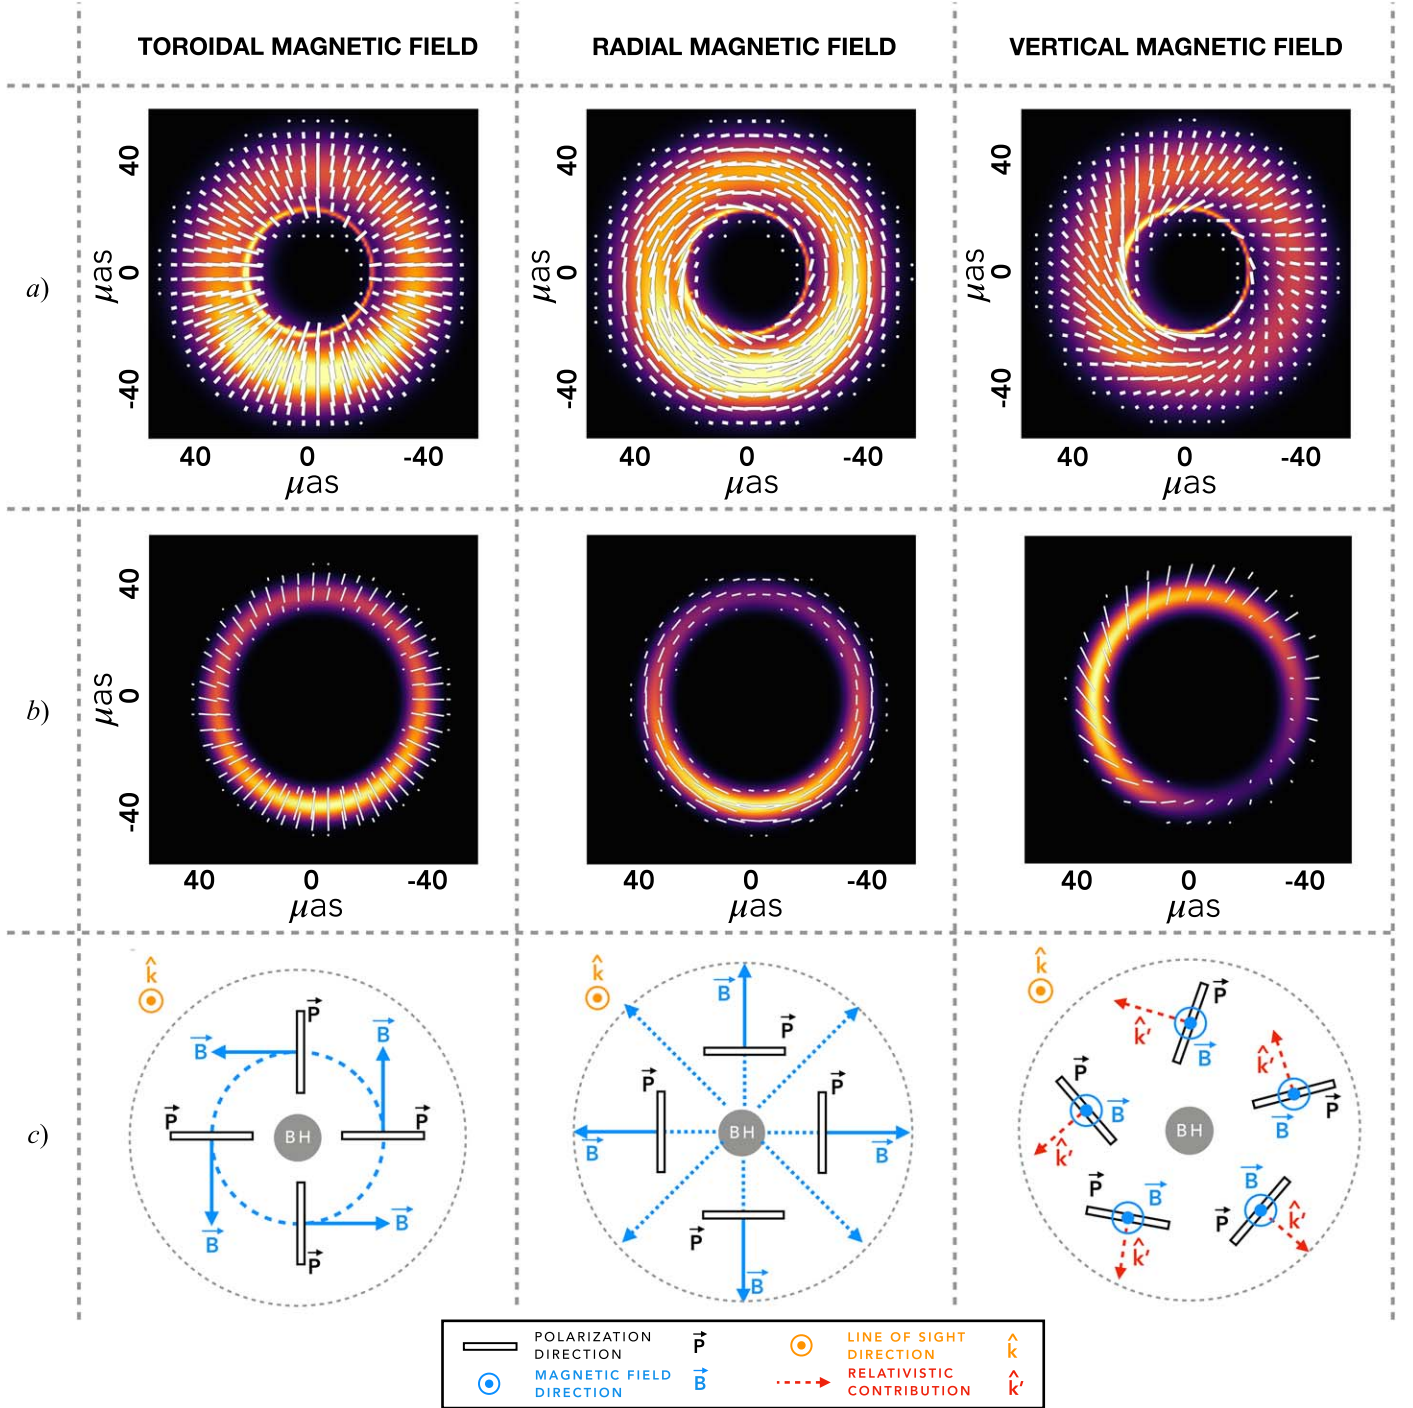 TOROIDAL MAGNETIC FIELD
RADIAL MAGNETIC FIELD
VERTICAL MAGNETIC FIELD
a)
μas
40
0
-40
40 0 -40
μas
μas
40
0
-40
40 0 -40
μas
μas
40
0
-40
40 0 -40
μas
b)
μas
40
0
-40
40 0 -40
μas
40 0 -40
μas
40 0 -40
μas
c)
k̂
P⃗
B⃗
B⃗
P⃗
BH
P⃗
B⃗
B⃗
P⃗
k̂
B⃗
P⃗
P⃗
P⃗
BH
B⃗
B⃗
P⃗
B⃗
k̂
P⃗
k̂'
B⃗
k̂'
P⃗
B⃗
P⃗
B⃗
BH
k̂'
P⃗
B⃗
B⃗
P⃗
k̂'
k̂'
POLARIZATION
DIRECTION P⃗
MAGNETIC FIELD
DIRECTION B⃗
LINE OF SIGHT
DIRECTION k̂
RELATIVISTIC
CONTRIBUTION k̂'